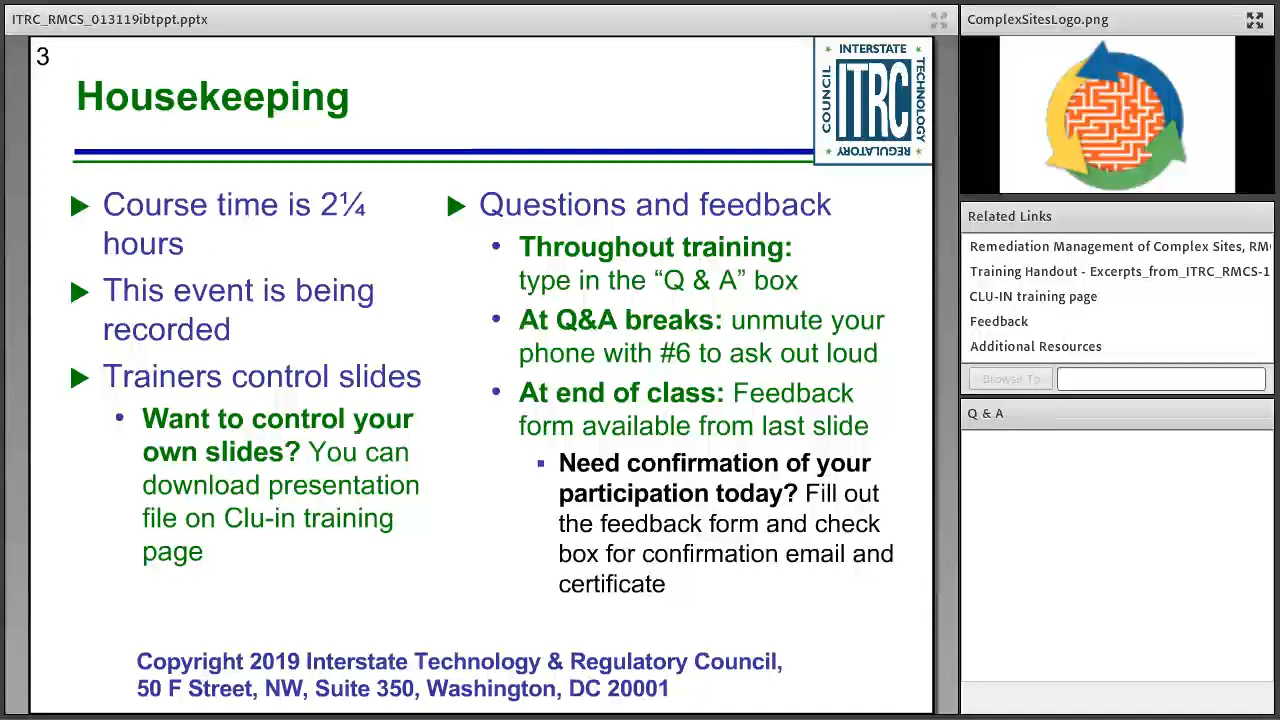 ITRC_RMCS_013119ibtppt.pptx
3
Housekeeping
INTERSTATE
TECHNOLOGY
REGULATORY
COUNCIL
ITRC
Course time is 2¼
hours
This event is being
recorded
Trainers control slides
Want to control your
own slides? You can
download presentation
file on Clu-in training
page
Questions and feedback
Throughout training:
type in the “Q & A” box
At Q&A breaks: unmute your
phone with #6 to ask out loud
At end of class: Feedback
form available from last slide
Need confirmation of your
participation today? Fill out
the feedback form and check
box for confirmation email and
certificate
Copyright 2019 Interstate Technology & Regulatory Council,
50 F Street, NW, Suite 350, Washington, DC 20001
ComplexSitesLogo.png
Related Links
Remediation Management of Complex Sites, RM
Training Handout - Excerpts_from_ITRC_RMCS-1
CLU-IN training page
Feedback
Additional Resources
Browse To
Q & A